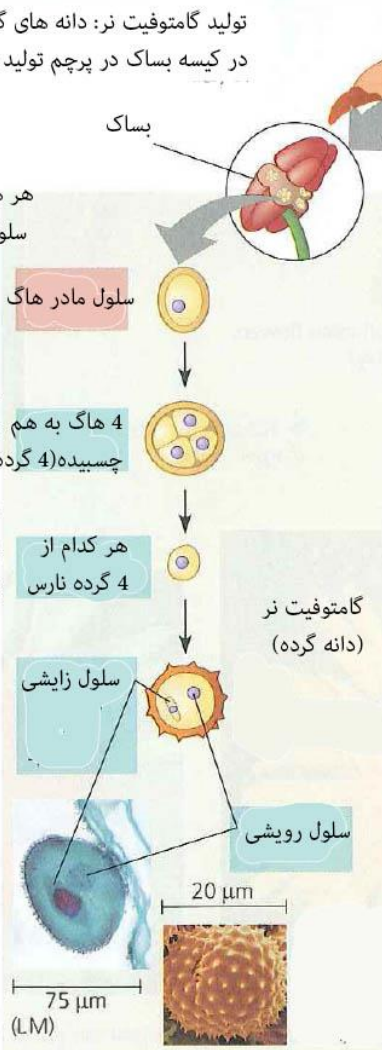 تولید گامتوفیت نر: دانه های
در کیسه بساک در پرچم تولید
بساک
هر
سلول مادر هاگ
4 هاگ به هم
چسبیده(4 گرده
هر کدام از
4 گرده نارس
گامتوفیت نر
(دانه گرده)
سلول زایشی
سلول رویشی
20 μm
75 μm
(LM)